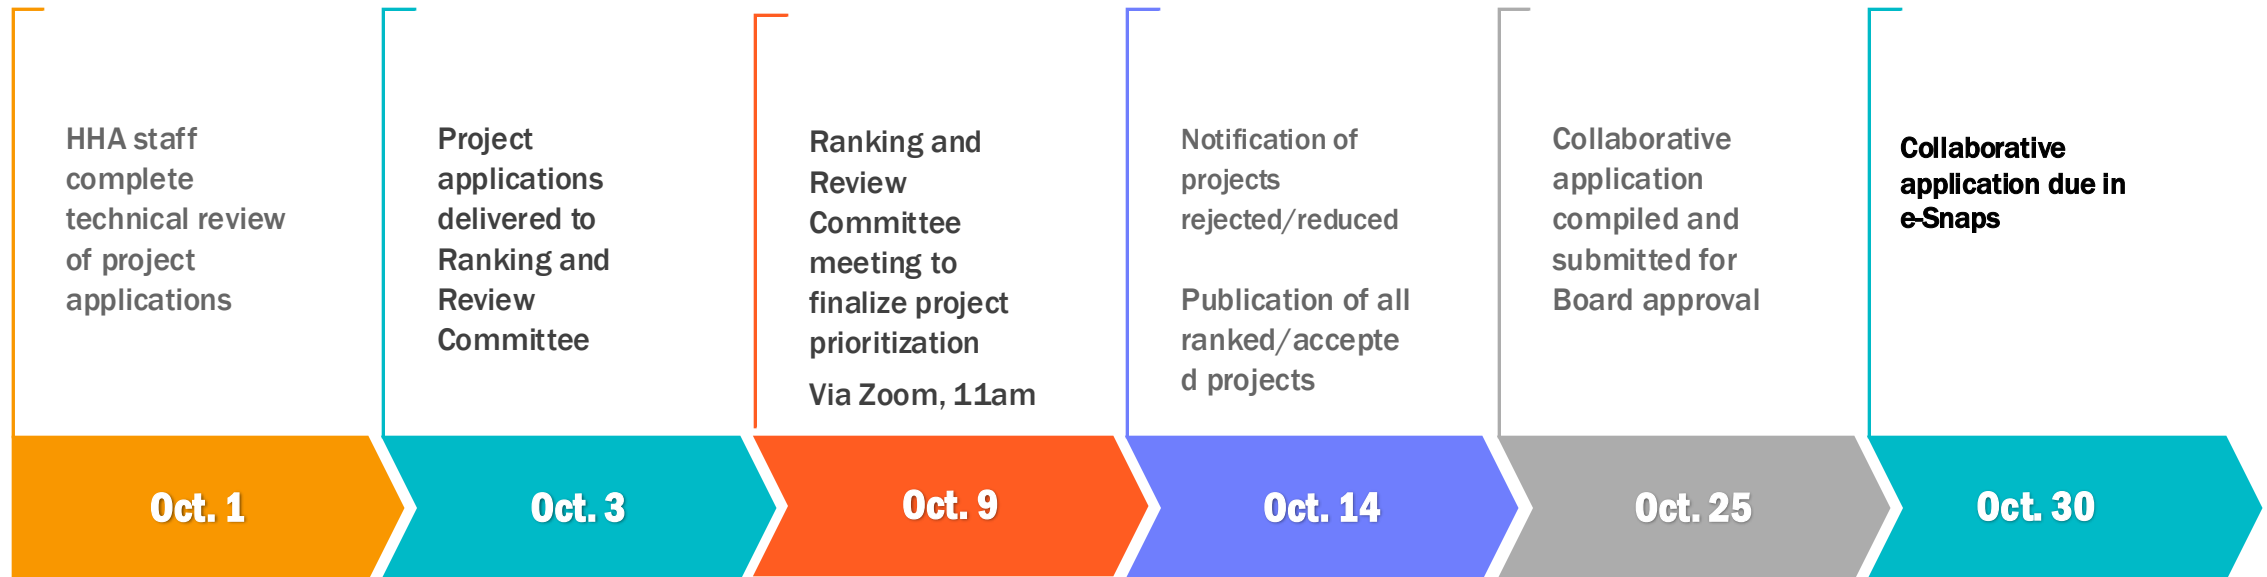 HHA staff
complete
technical review
of project
applications
Project
applications
delivered to
Ranking and
Review
Committee
Ranking and
Review
Committee
meeting to
finalize project
prioritization
Via Zoom, 11am
Notification of
projects
rejected/reduced
Publication of all
ranked/accepte
d projects
Collaborative
application
compiled and
submitted for
Board approval
Collaborative
application due in
e-Snaps
Oct. 1
Oct. 3
Oct. 9
Oct. 14
Oct. 25
Oct. 30